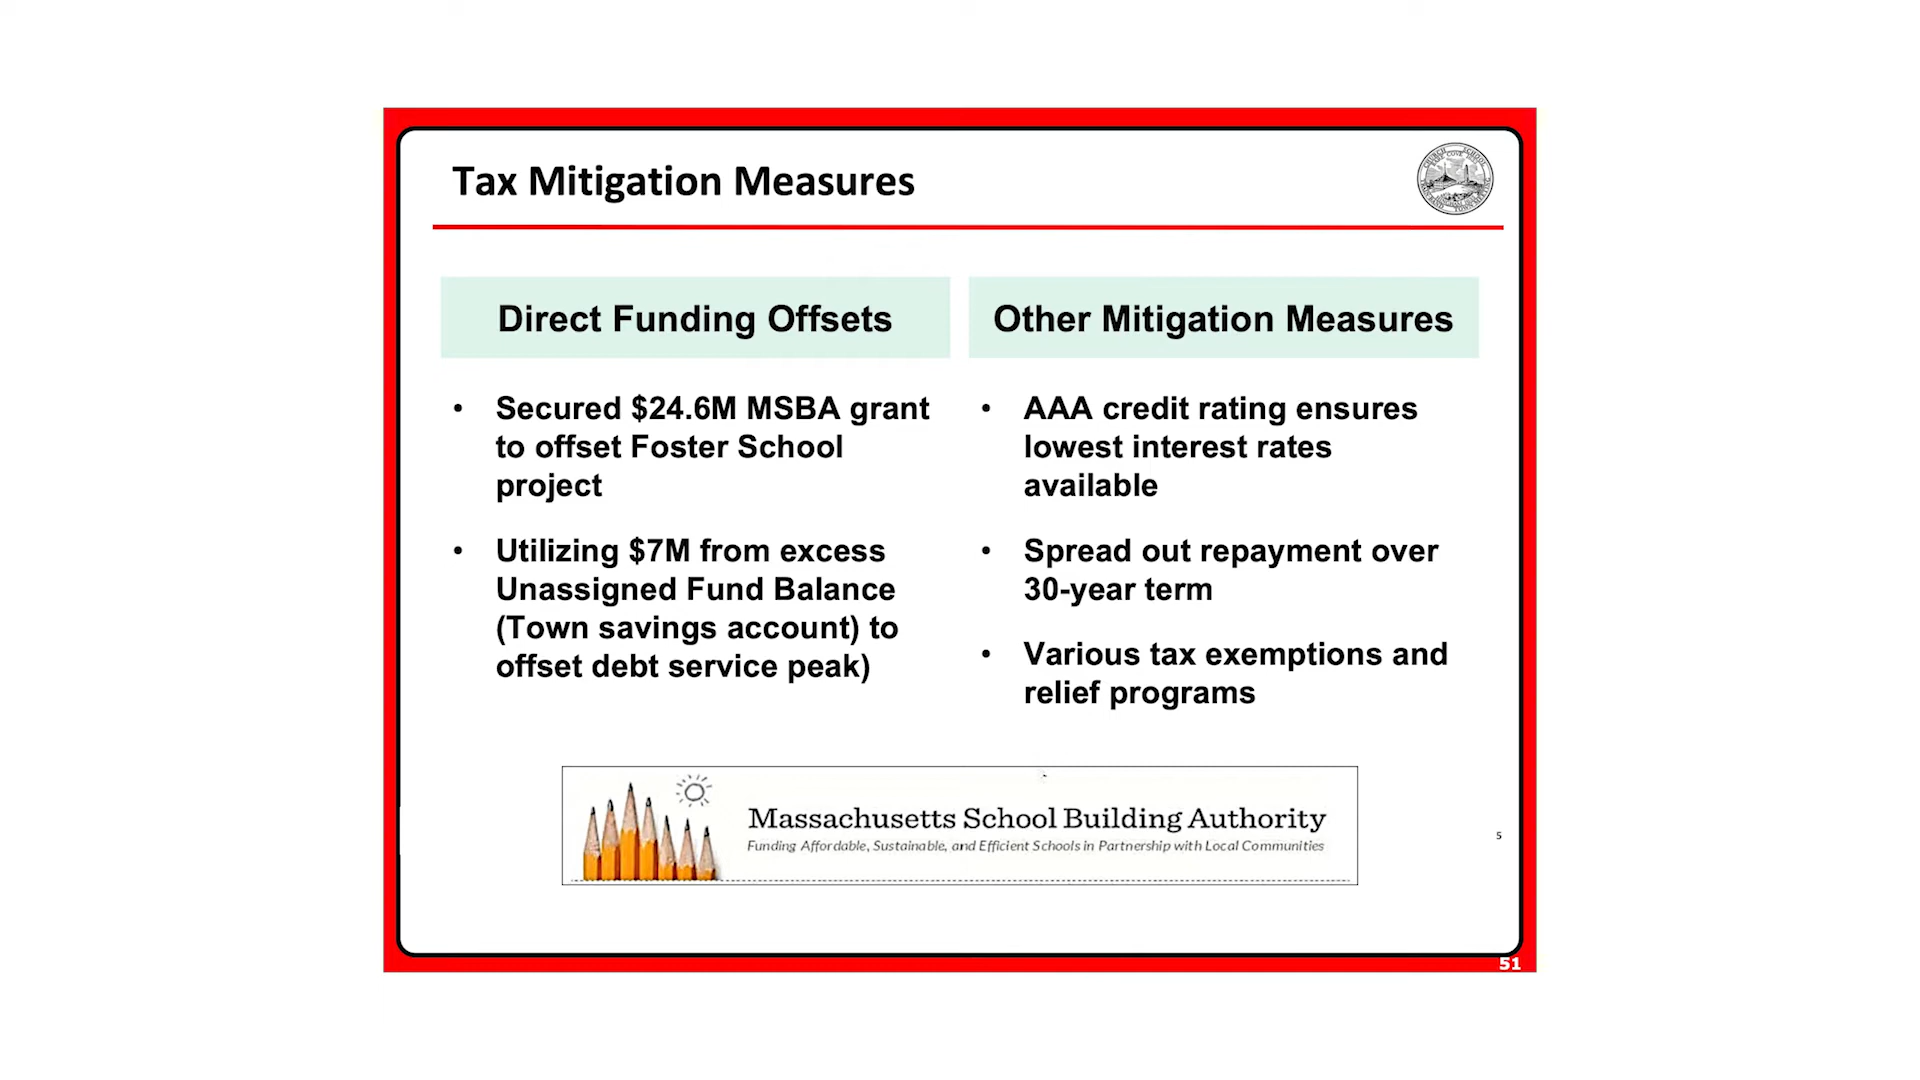 Tax Mitigation Measures
Direct Funding Offsets
• Secured $24.6M MSBA grant
to offset Foster School
project
• Utilizing $7M from excess
Unassigned Fund Balance
(Town savings account) to
offset debt service peak)
Other Mitigation Measures
• AAA credit rating ensures
lowest interest rates
available
• Spread out repayment over
30-year term
• Various tax exemptions and
relief programs
Massachusetts School Building Authority
Funding Affordable, Sustainable, and Efficient Schools in Partnership with Local Communities
5
51